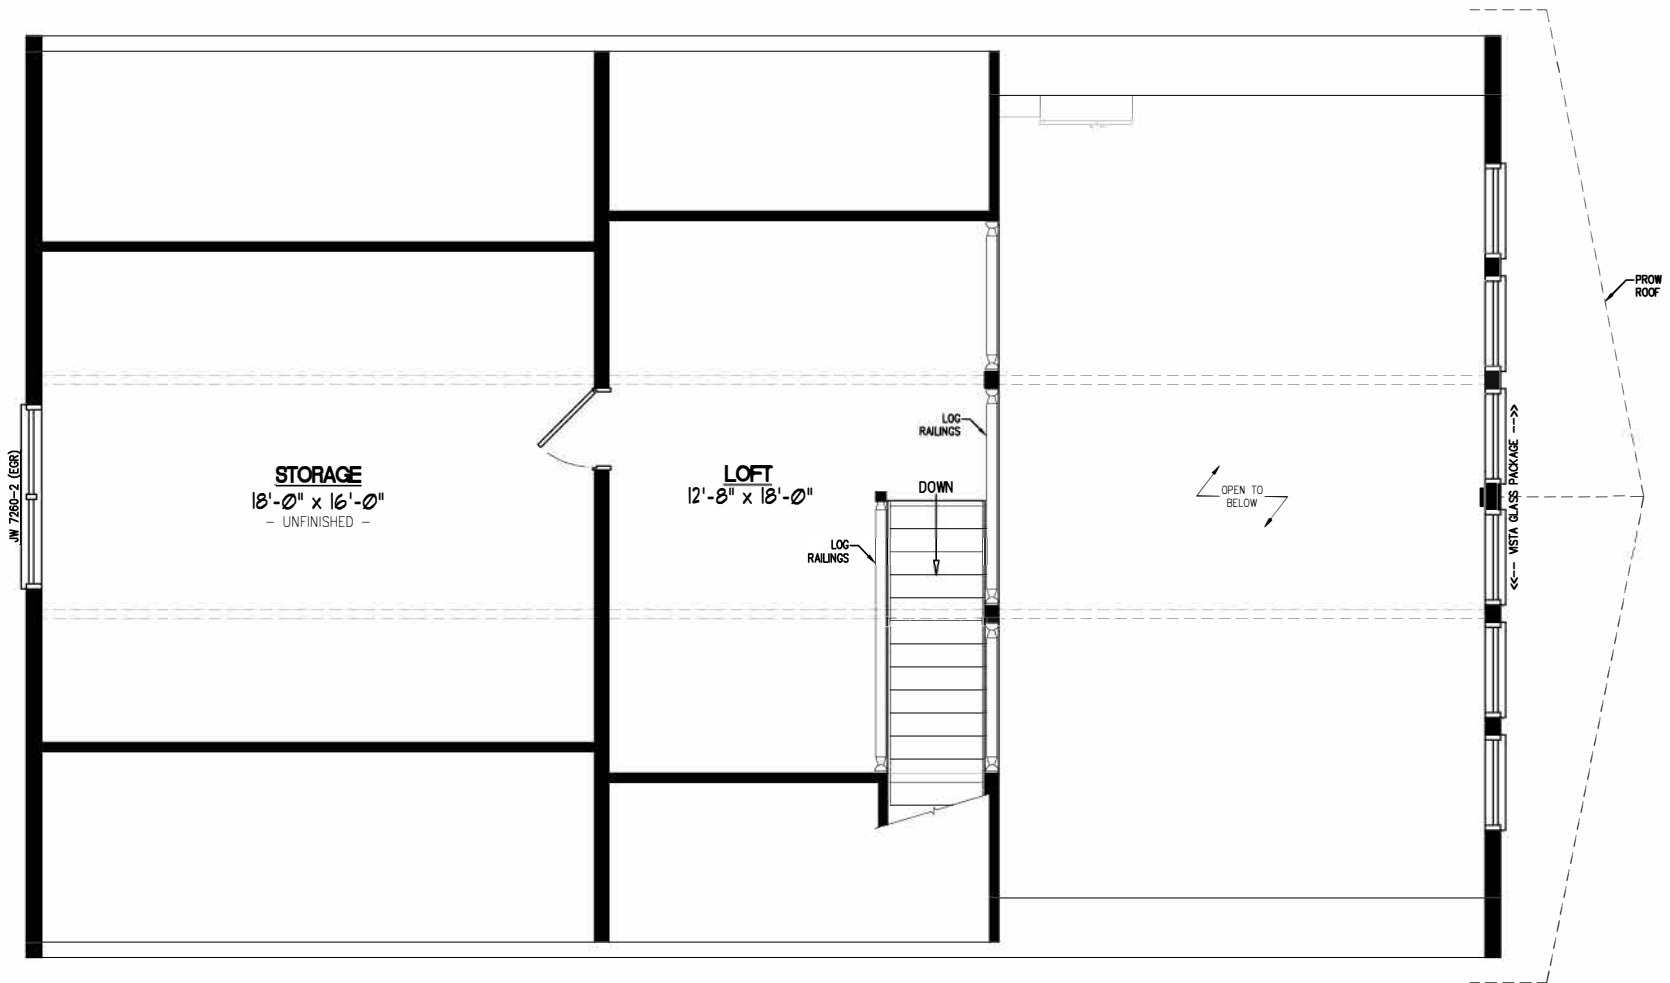 PROW
ROOF
LOG
RAILINGS
JW 7260-2 (EGR)
STORAGE
18'-0" x 16'-0"
- UNFINISHED -
LOFT
12'-8" x 18'-0"
DOWN
LOG
RAILINGS
OPEN TO
BELOW
<<-- VISTA GLASS PACKAGE -->>